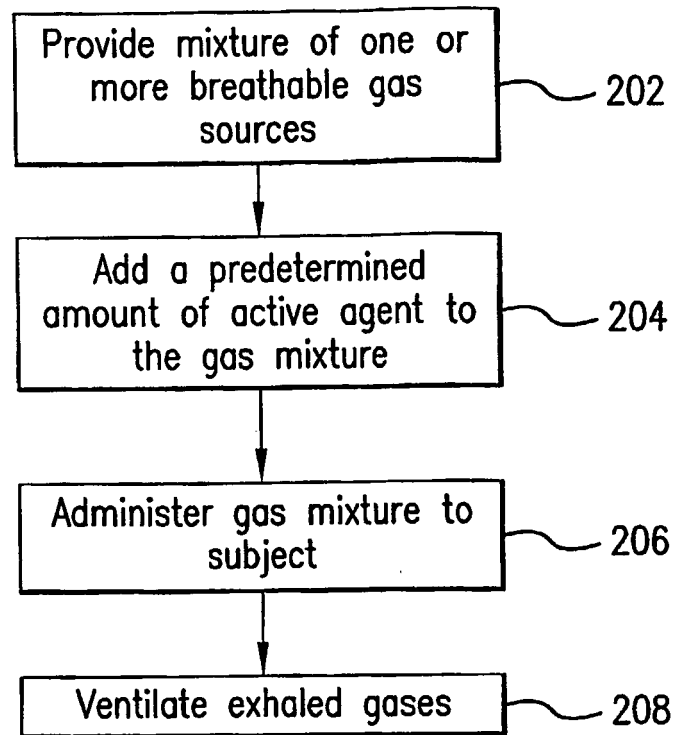 Provide mixture of one or
more breathable gas
sources
202
Add a predetermined
amount of active agent to
the gas mixture
204
Administer gas mixture to
subject
206
Ventilate exhaled gases
208